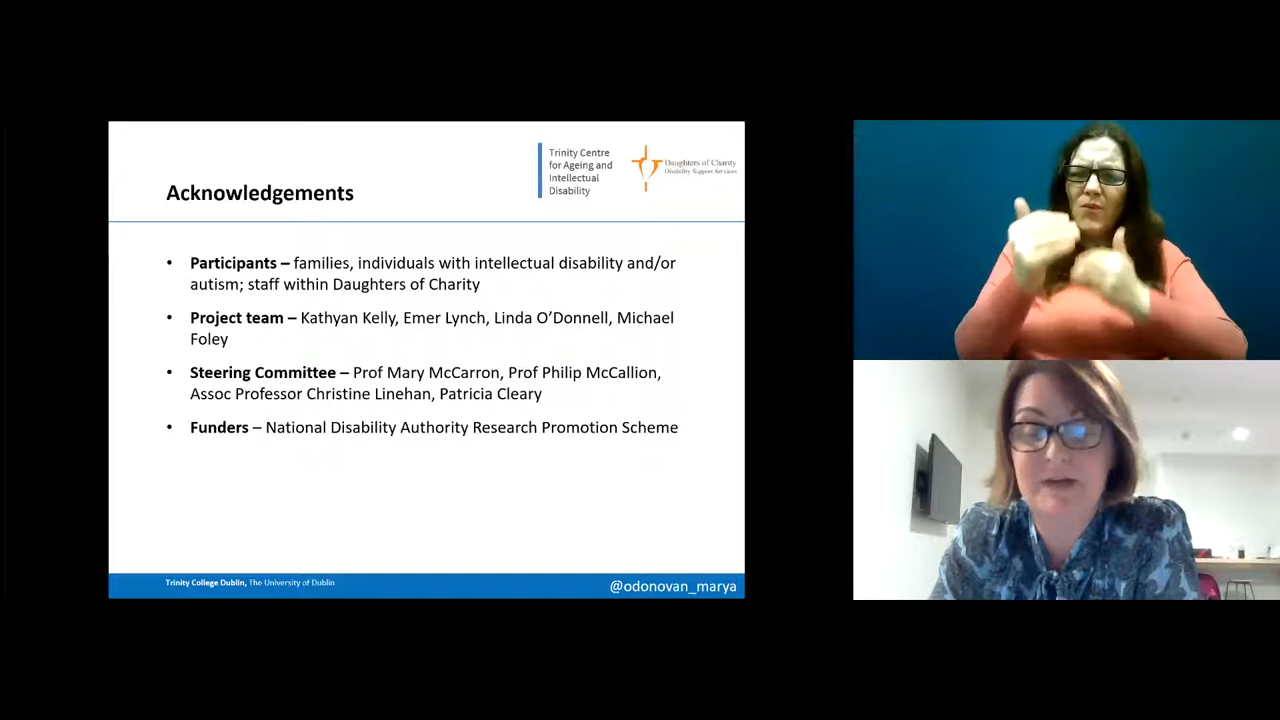 Trinity Centre
for Ageing and
Intellectual
Disability
Daughters of Charity
Disability Support Services
Acknowledgements
• Participants – families, individuals with intellectual disability and/or
autism; staff within Daughters of Charity
• Project team – Kathyan Kelly, Emer Lynch, Linda O’Donnell, Michael
Foley
• Steering Committee – Prof Mary McCarron, Prof Philip McCallion,
Assoc Professor Christine Linehan, Patricia Cleary
• Funders – National Disability Authority Research Promotion Scheme
Trinity College Dublin, The University of Dublin
@odonovan_marya